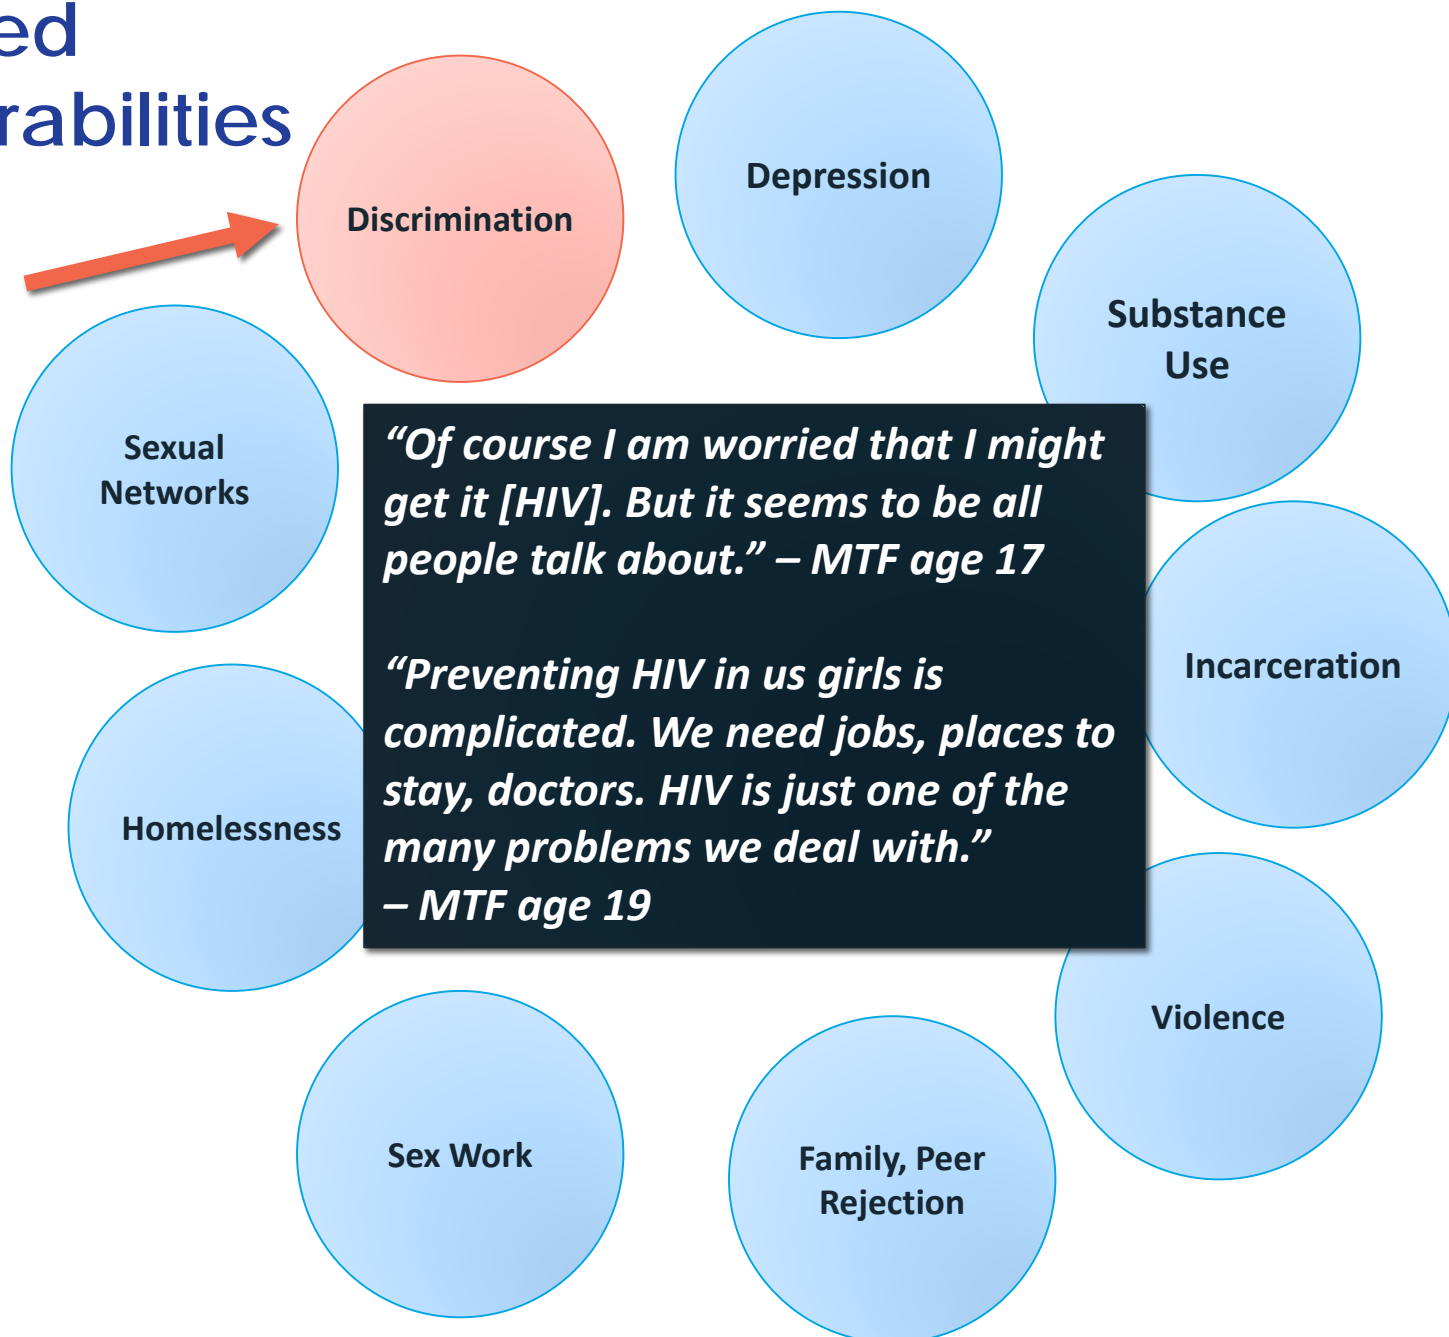 ed
rabilities
Discrimination
Depression
Substance
Use
Sexual
Networks
“Of course I am worried that I might
get it [HIV]. But it seems to be all
people talk about.” – MTF age 17
“Preventing HIV in us girls is
complicated. We need jobs, places to
stay, doctors. HIV is just one of the
many problems we deal with.”
– MTF age 19
Incarceration
Homelessness
Violence
Sex Work
Family, Peer
Rejection